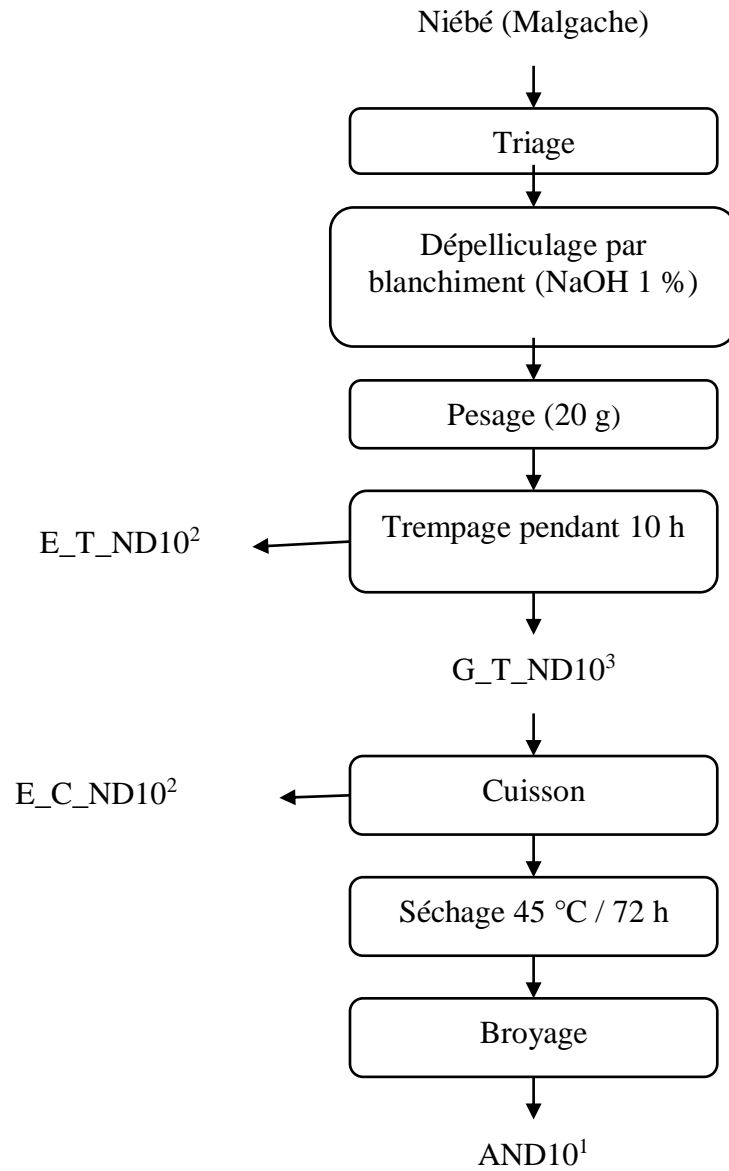 Niébé (Malgache)
Triage
Dépelliculage par
blanchiment (NaOH 1 %)
Pesage (20 g)
Trempage pendant 10 h
E_T_ND10²
G_T_ND10³
Cuisson
E_C_ND10²
Séchage 45 °C / 72 h
Broyage
AND10¹